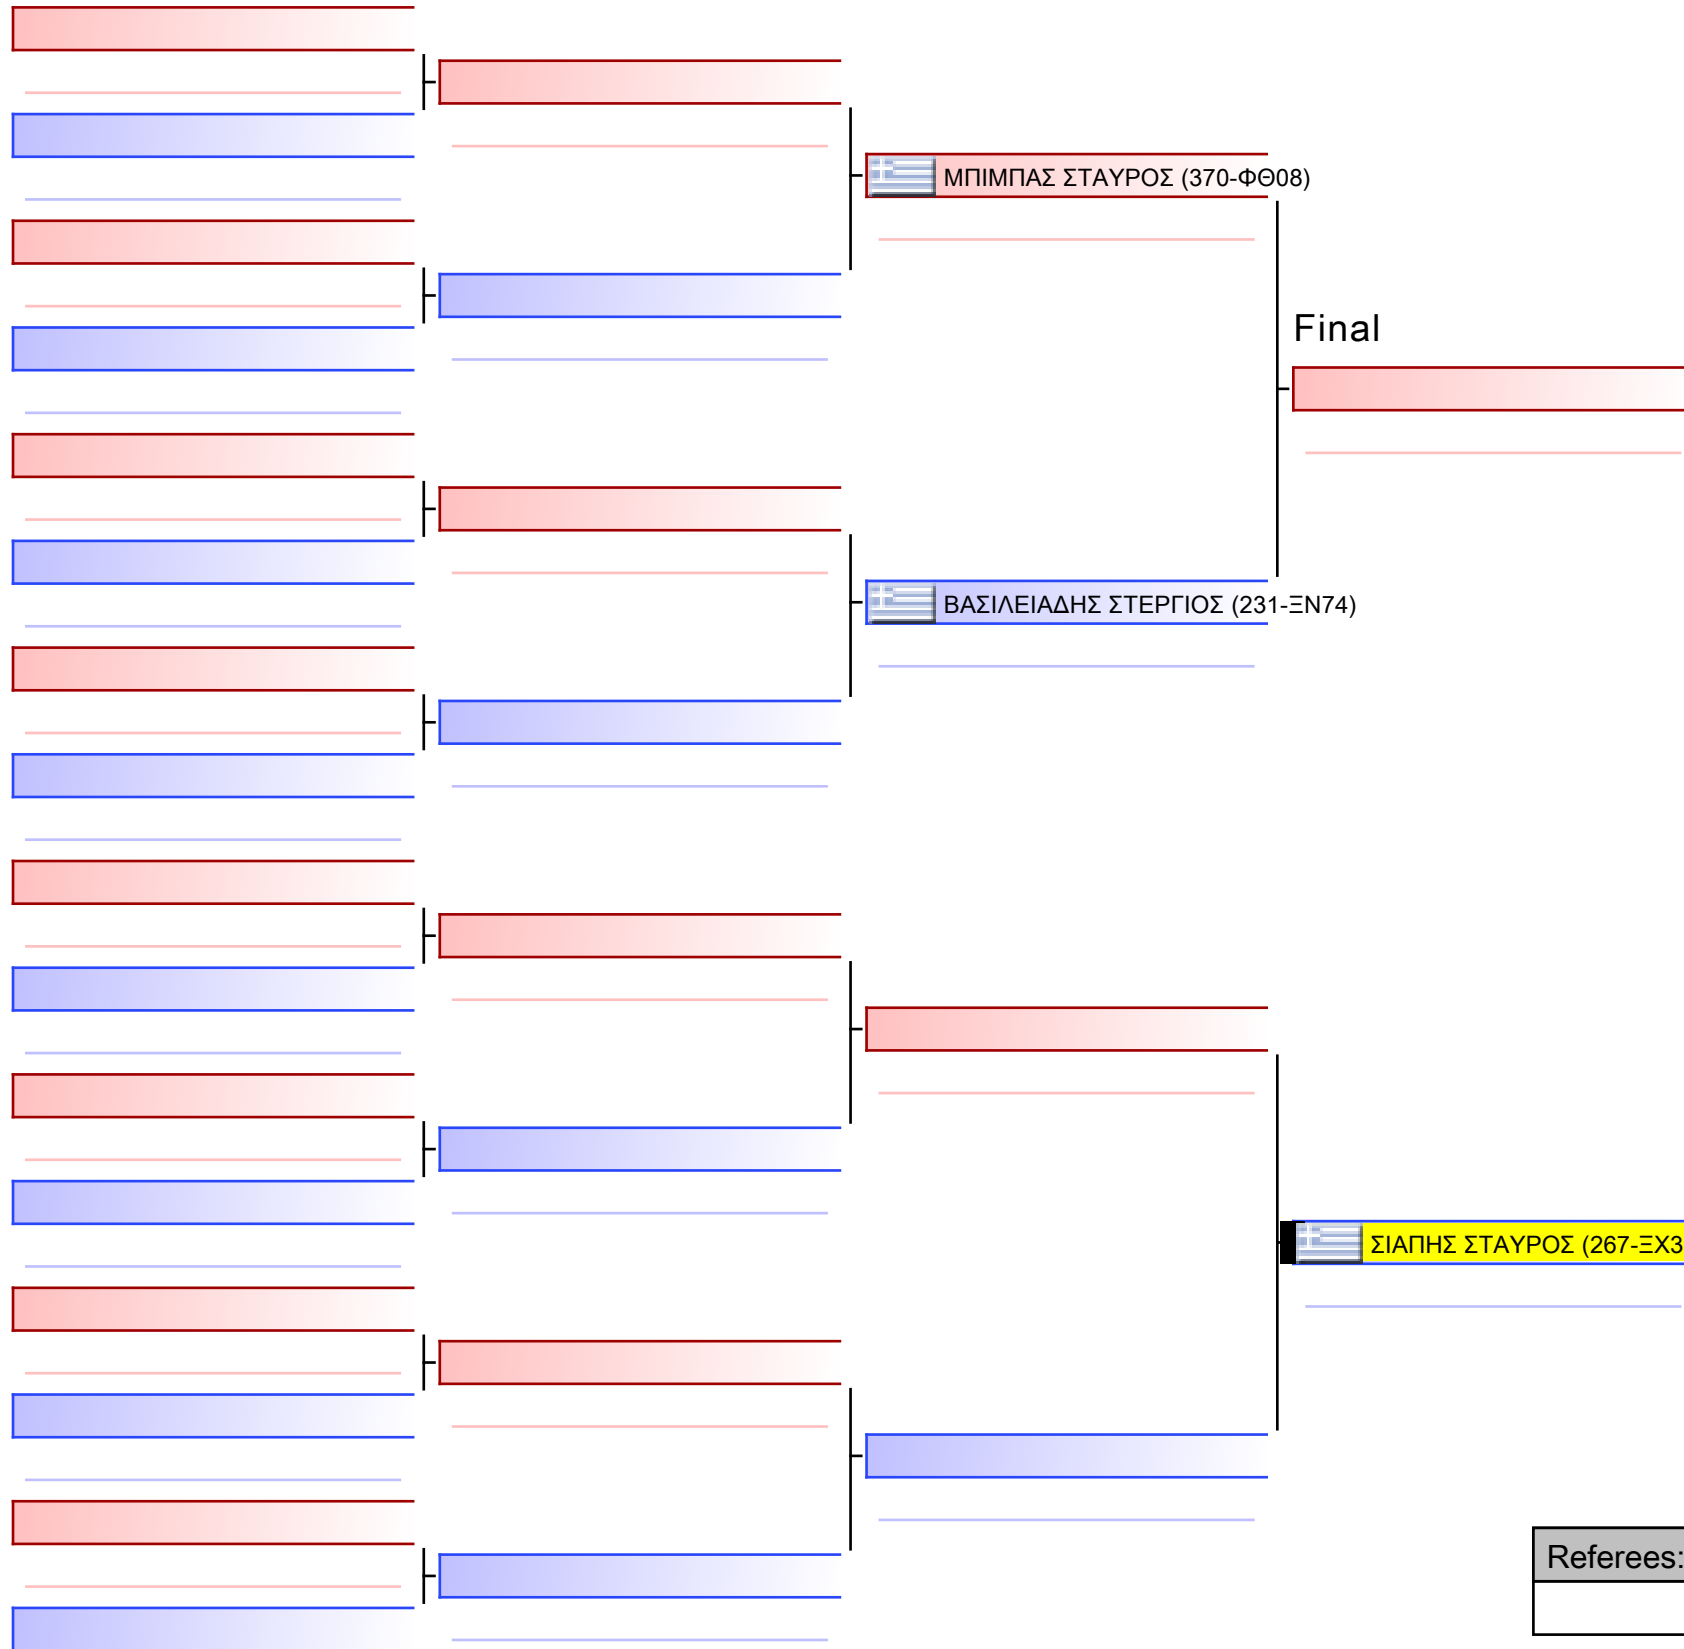 ΜΠΙΜΠΑΣ ΣΤΑΥΡΟΣ (370-ΦΘ08)
Final
ΒΑΣΙΛΕΙΑΔΗΣ ΣΤΕΡΓΙΟΣ (231-ΞΝ74)
ΣΙΑΠΗΣ ΣΤΑΥΡΟΣ (267-ΞΧ3
Referees: